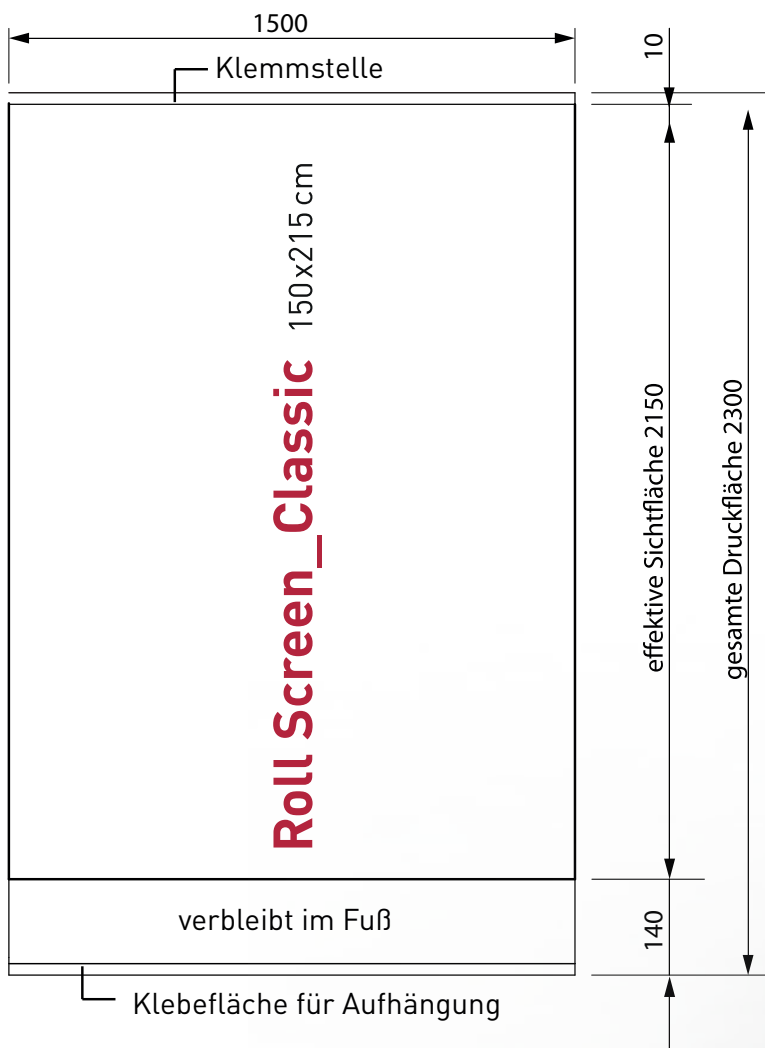 1500
10
Klemmstelle
Roll Screen_Classic 150x215 cm
effektive Sichtfläche 2150
gesamte Druckfläche 2300
verbleibt im Fuß
140
Klebefläche für Aufhängung